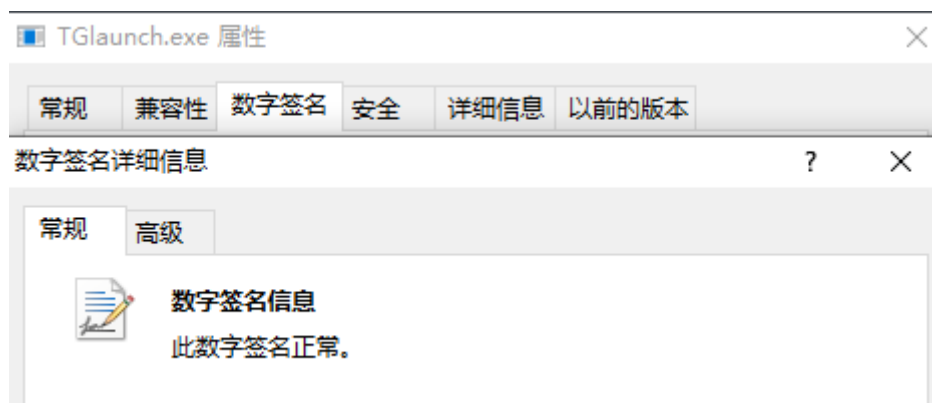 TGlaunch.exe 属性
常规 兼容性 数字签名 安全 详细信息 以前的版本
数字签名详细信息 ?
常规 高级
数字签名信息
此数字签名正常。